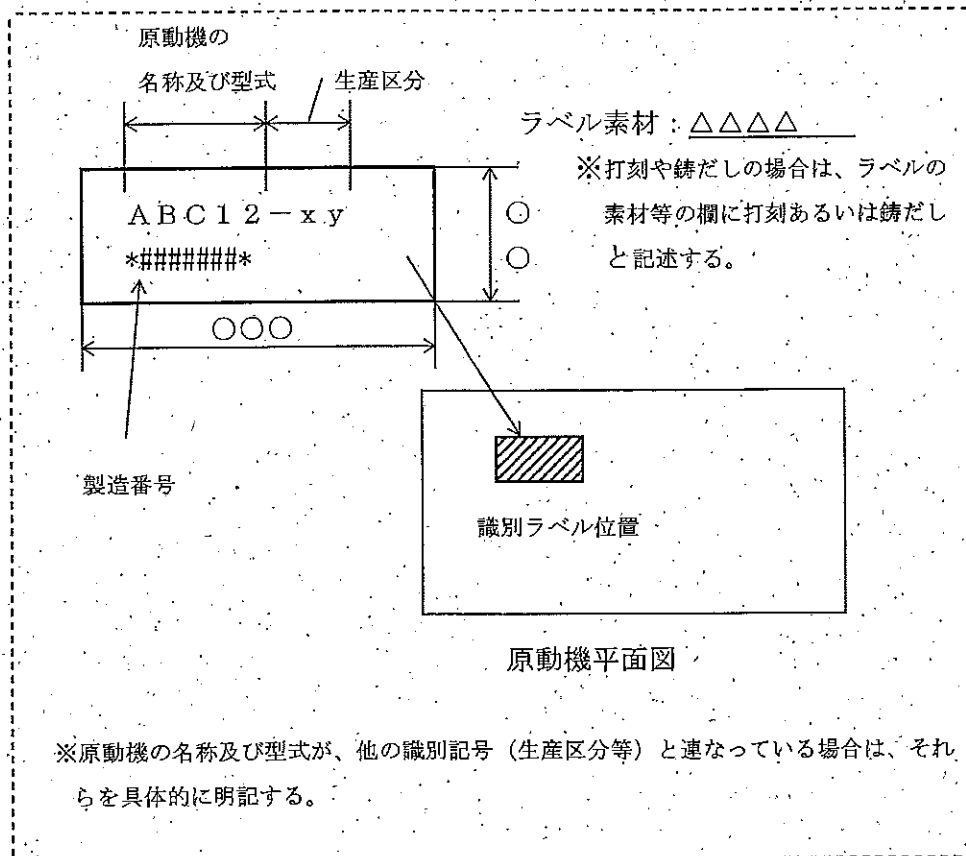 原動機の
名称及び型式
生産区分
ラベル素材：△△△△
※打刻や鋳だしの場合は、ラベルの
素材等の欄に打刻あるいは鋳だし
と記述する。
ＡＢＣ１２－ｘｙ
*#######*
○
○
○○○
製造番号
識別ラベル位置
原動機平面図
※原動機の名称及び型式が、他の識別記号（生産区分等）と連なっている場合は、それ
らを具体的に明記する。